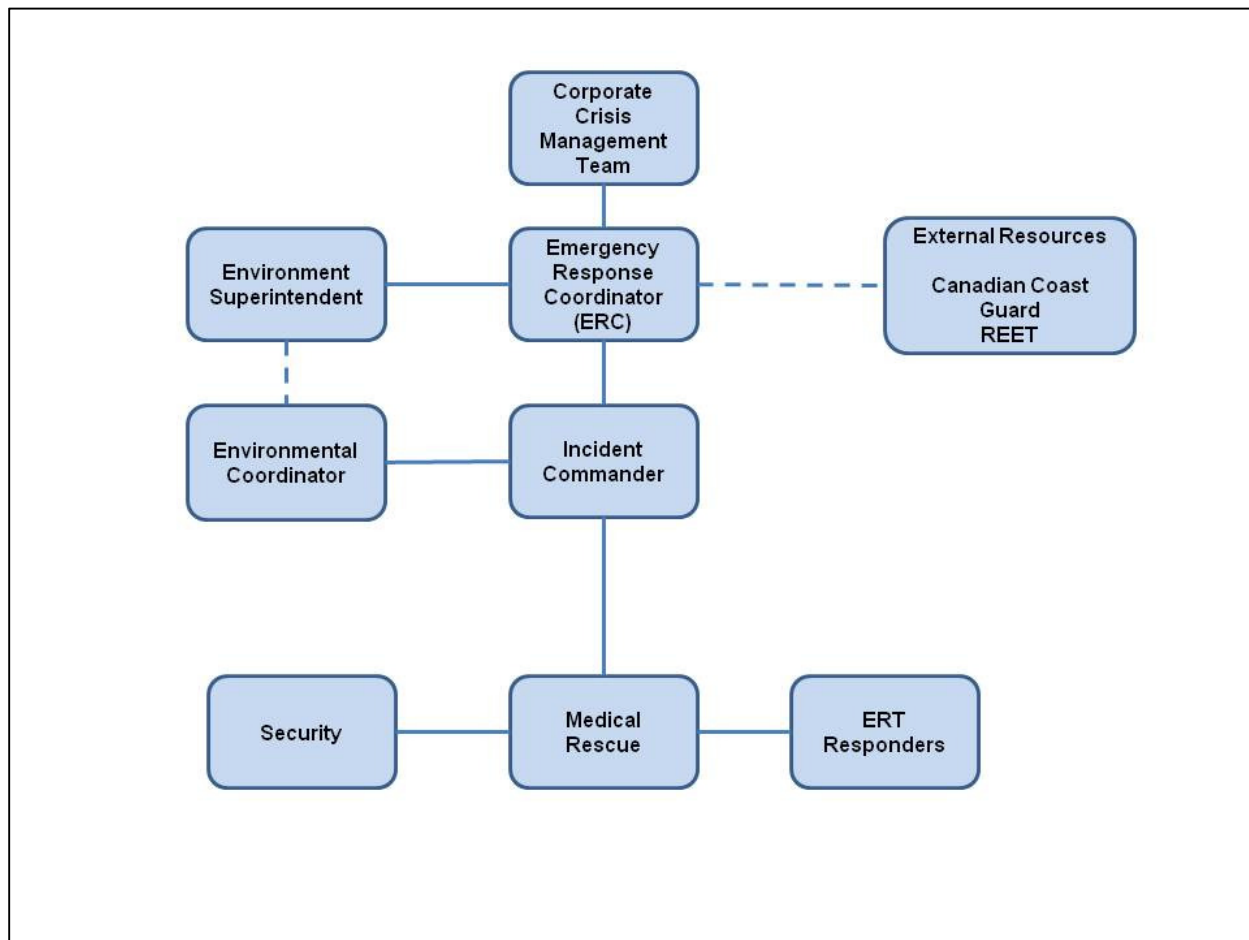 Corporate
Crisis
Management
Team
Environment
Superintendent
Emergency
Response
Coordinator
(ERC)
External Resources
Canadian Coast
Guard
REET
Environmental
Coordinator
Incident
Commander
Security
Medical
Rescue
ERT
Responders